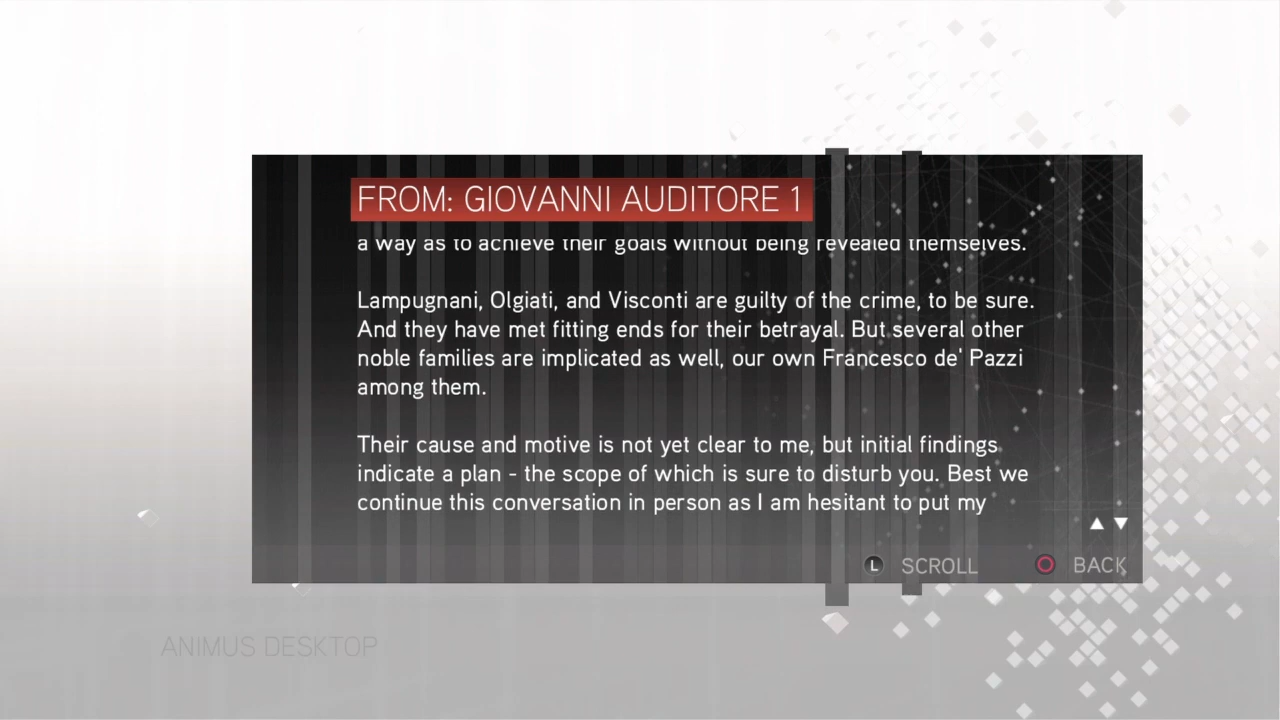 FROM: GIOVANNI AUDITORE 1
a way as to achieve their goals without being revealed themselves.
Lampugnani, Olgiati, and Visconti are guilty of the crime, to be sure.
And they have met fitting ends for their betrayal. But several other
noble families are implicated as well, our own Francesco de' Pazzi
among them.
Their cause and motive is not yet clear to me, but initial findings
indicate a plan - the scope of which is sure to disturb you. Best we
continue this conversation in person as I am hesitant to put my
L SCROLL BACK
ANIMUS DESKTOP